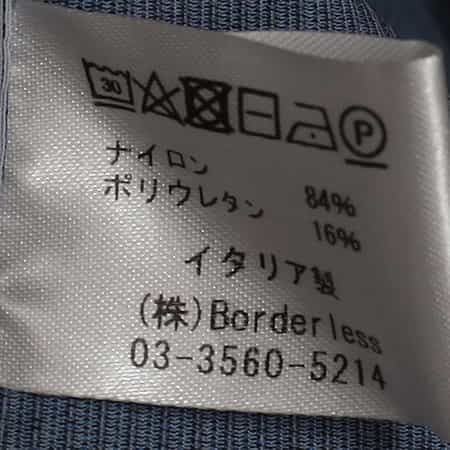 30 P
ナイロン 84%
ポリウレタン 16%
イタリア製
(株)Borderless
03-3560-5214